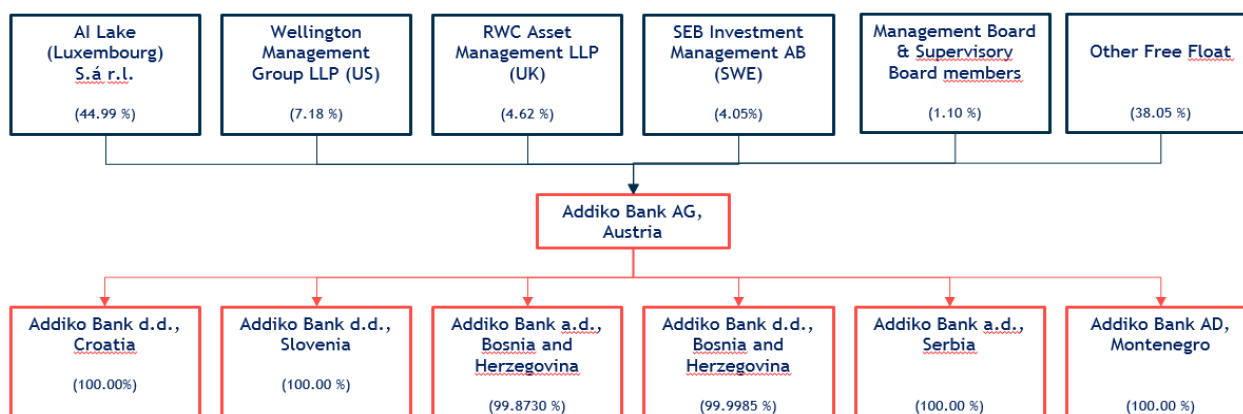 AI Lake
(Luxembourg)
S.á r.l.
(44.99 %)
Wellington
Management
Group LLP (US)
(7.18 %)
RWC Asset
Management LLP
(UK)
(4.62 %)
SEB Investment
Management AB
(SWE)
(4.05%)
Management Board
& Supervisory
Board members
(1.10 %)
Other Free Float
(38.05 %)
Addiko Bank AG,
Austria
Addiko Bank d.d.,
Croatia
(100.00%)
Addiko Bank d.d.,
Slovenia
(100.00 %)
Addiko Bank a.d.,
Bosnia and
Herzegovina
(99.8730 %)
Addiko Bank d.d.,
Bosnia and
Herzegovina
(99.9985 %)
Addiko Bank a.d.,
Serbia
(100.00 %)
Addiko Bank AD,
Montenegro
(100.00 %)